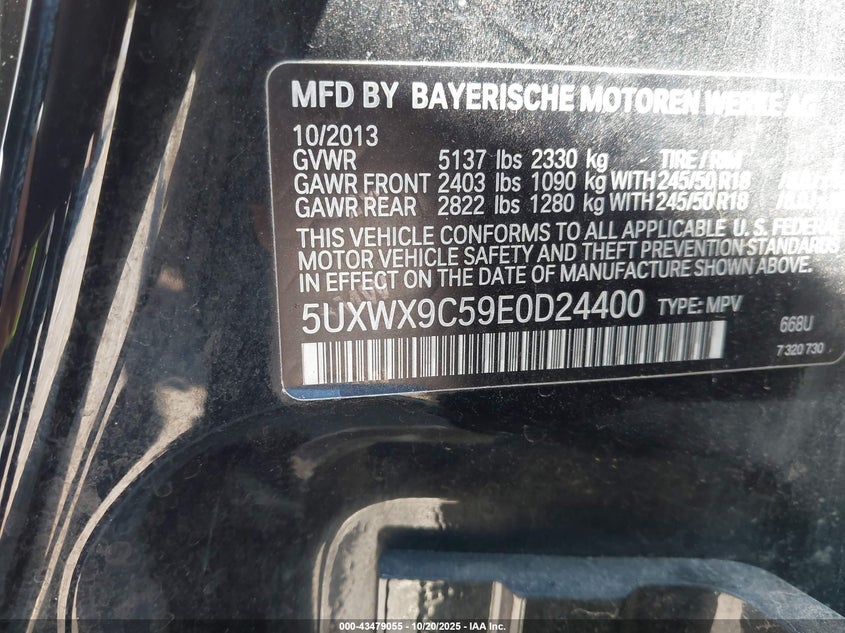 MFD BY BAYERISCHE MOTOREN WERKE AG
10/2013
GVWR 5137 lbs 2330 kg TIRE / RIM
GAWR FRONT 2403 lbs 1090 kg WITH 245/50 R18
GAWR REAR 2822 lbs 1280 kg WITH 245/50 R18
THIS VEHICLE CONFORMS TO ALL APPLICABLE U. S. FEDERAL
MOTOR VEHICLE SAFETY AND THEFT PREVENTION STANDARDS
IN EFFECT ON THE DATE OF MANUFACTURE SHOWN ABOVE.
5UXWX9C59E0D24400 TYPE: MPV
668U
7 320 730
000-43479055 - 10/20/2025 - IAA Inc.